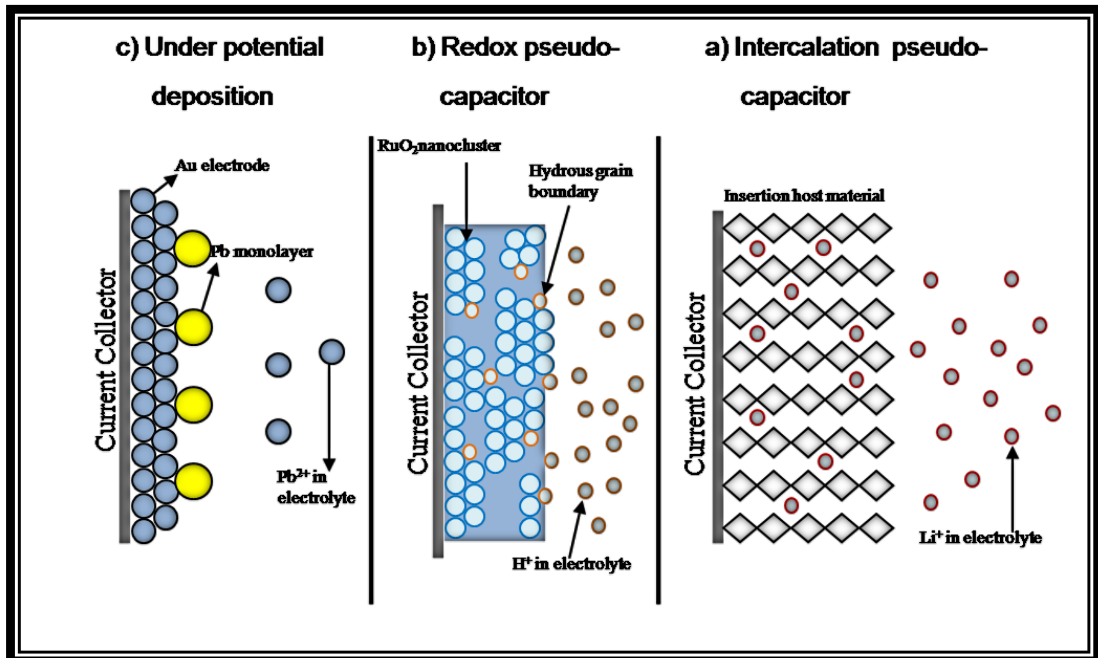 c) Under potential
deposition
Au electrode
Pb monolayer
Pb²⁺ in
electrolyte
Current Collector
b) Redox pseudo-
capacitor
RuO₂nanocluster
Hydrous grain
boundary
H⁺ in electrolyte
Current Collector
a) Intercalation pseudo-
capacitor
Insertion host material
Li⁺ in electrolyte
Current Collector